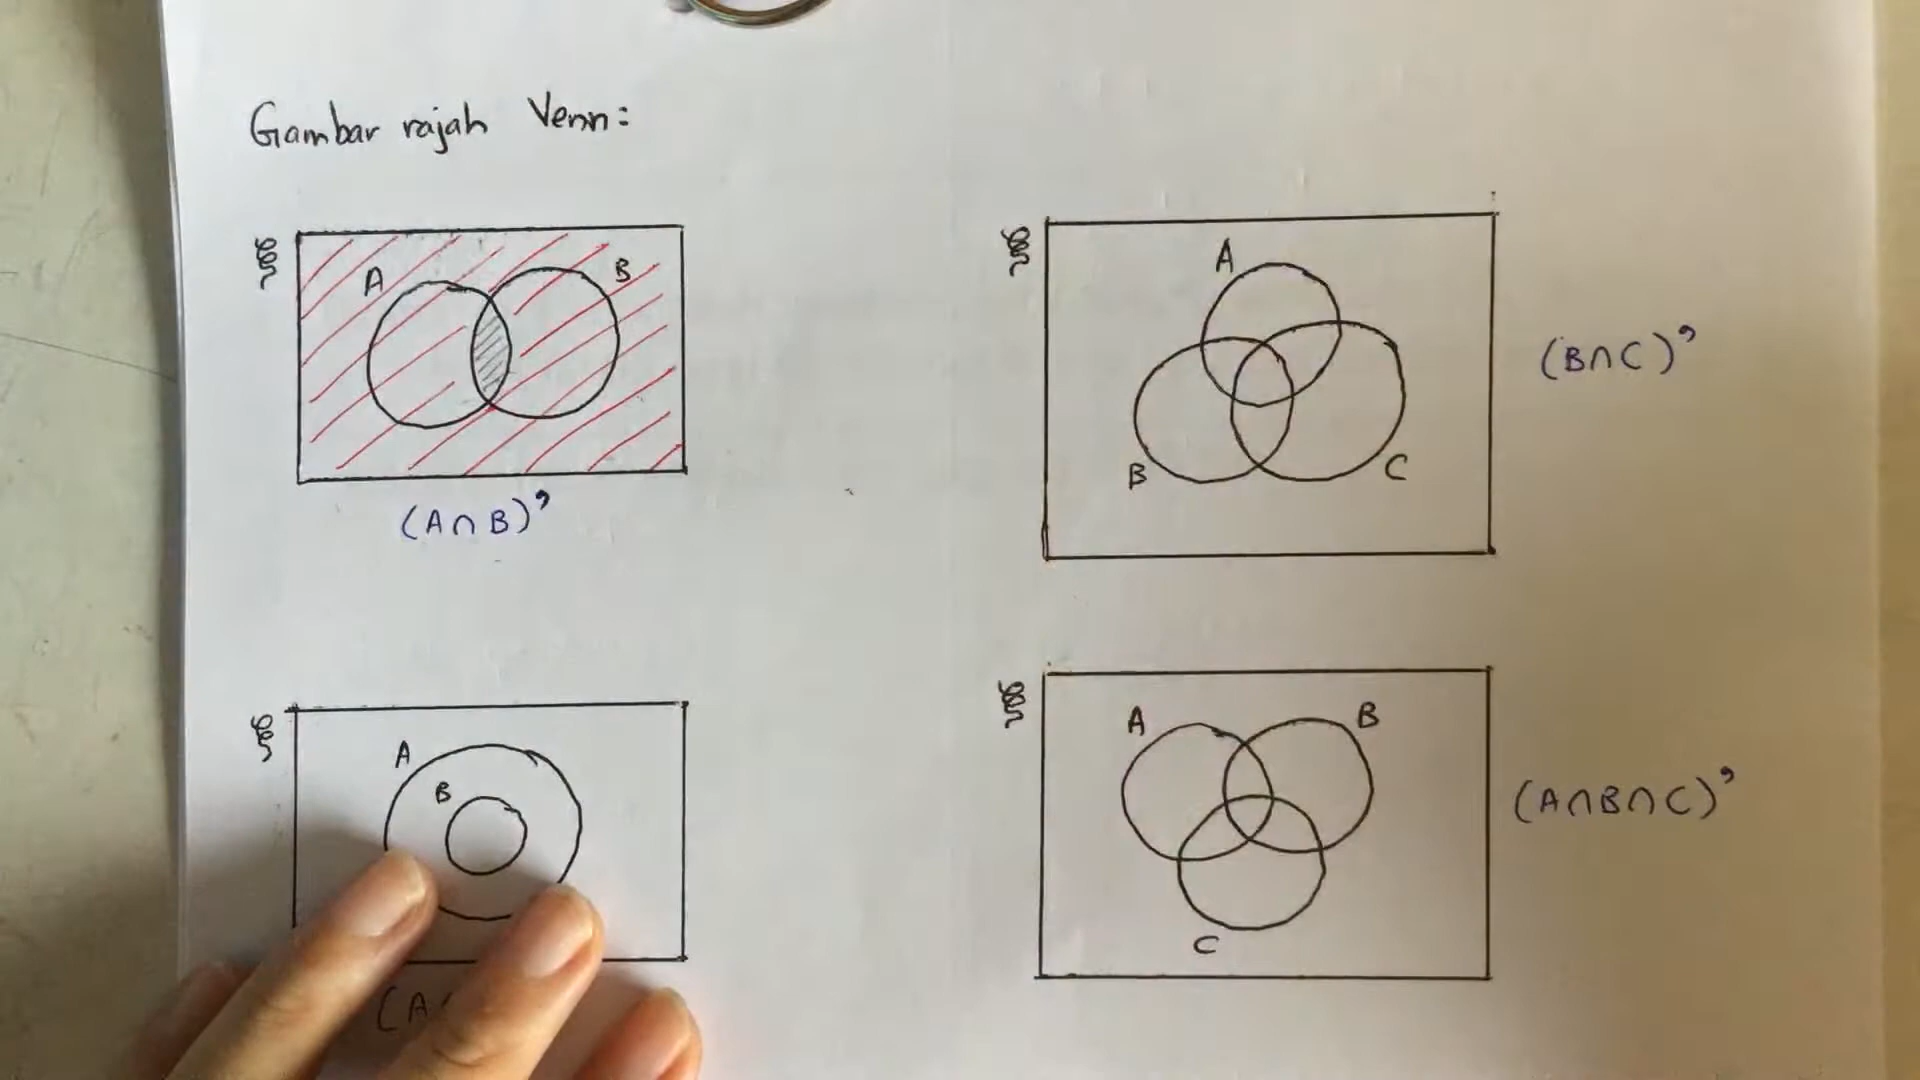 Gambar rajah Venn:
ξ
A
B
(A∩B)'
ξ
A
B
C
(B∩C)'
ξ
A
B
(A
ξ
A
B
C
(A∩B∩C)'